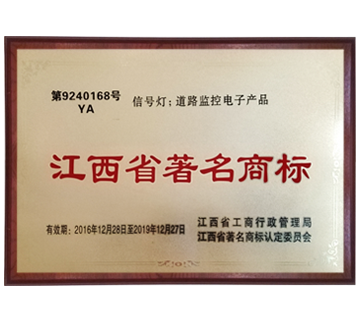 第9240168号
YA
信号灯；道路监控电子产品
江西省著名商标
有效期：2016年12月28日至2019年12月27日
江西省工商行政管理局
江西省著名商标认定委员会